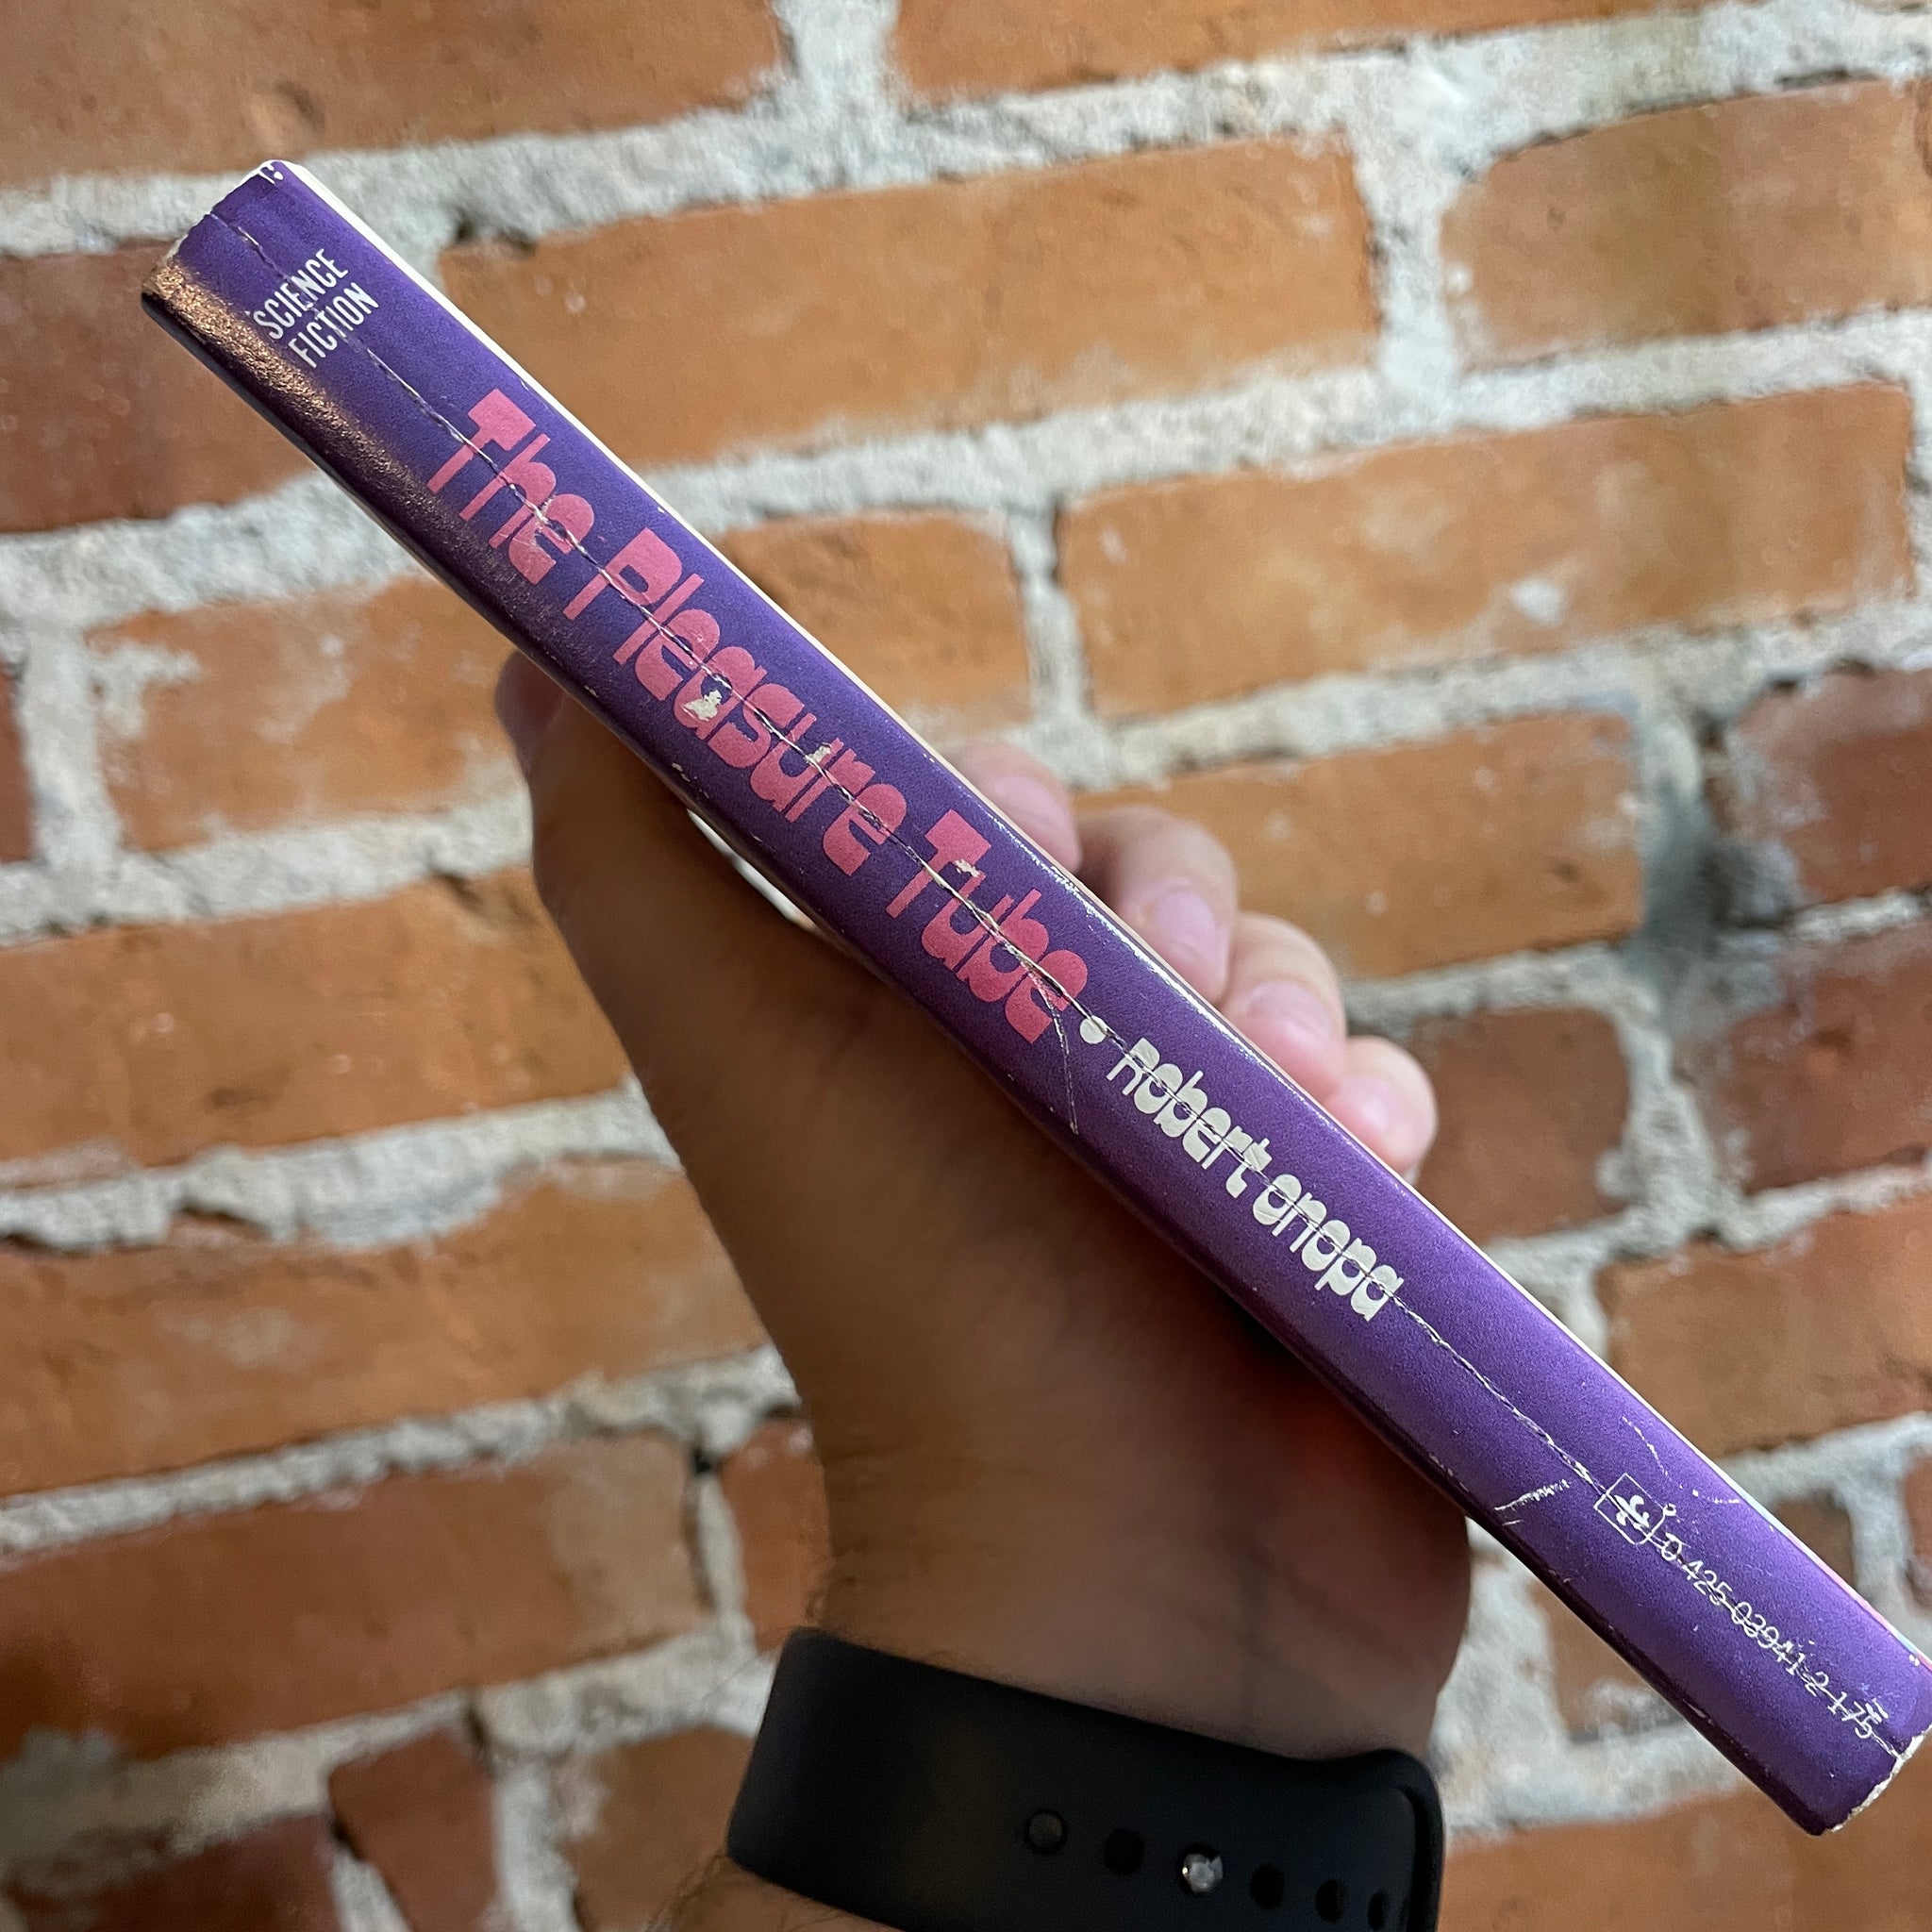 SCIENCE
FICTION
The Pleasure Tube • Robert onopa
0-425-03941-2 175